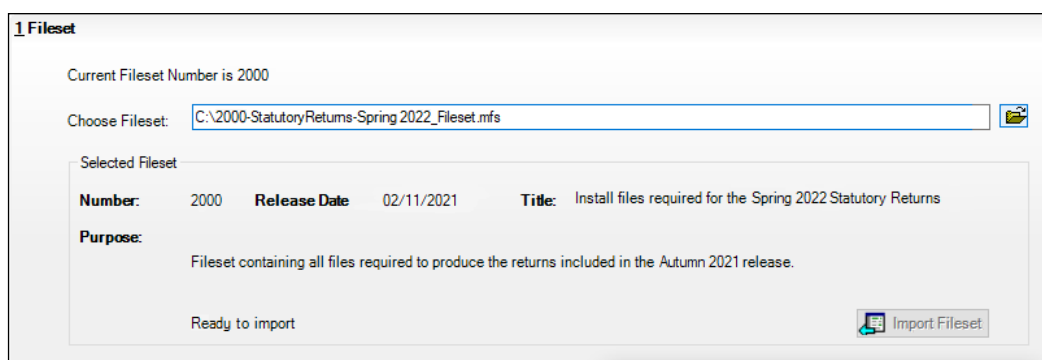 1 Fileset
Current Fileset Number is 2000
Choose Fileset: C:\2000-StatutoryReturns-Spring 2022_Fileset.mfs
Selected Fileset
Number: 2000 Release Date 02/11/2021 Title: Install files required for the Spring 2022 Statutory Returns
Purpose:
Fileset containing all files required to produce the returns included in the Autumn 2021 release.
Ready to import Import Fileset